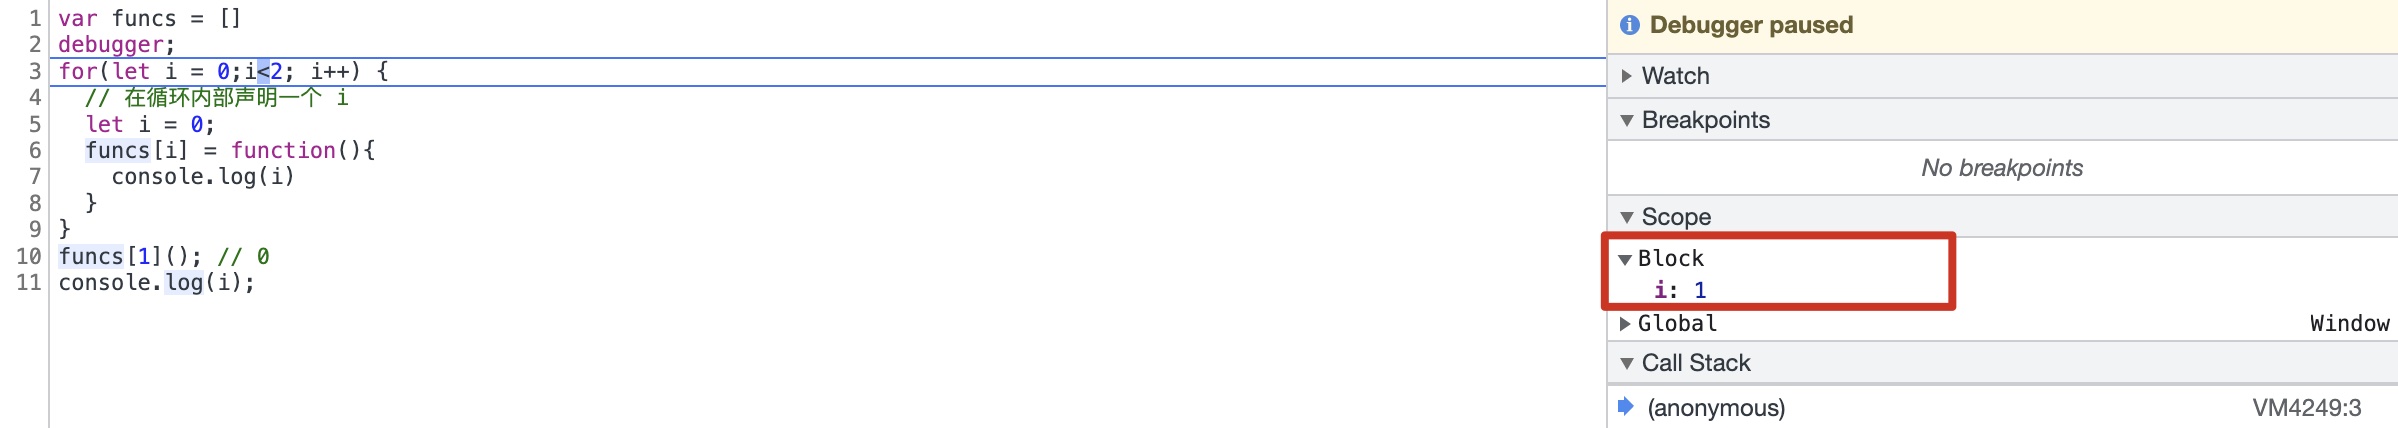 1 var funcs = []
2 debugger;
3 for(let i = 0;i<2; i++) {
4   // 在循环内部声明一个 i
5   let i = 0;
6   funcs[i] = function(){
7     console.log(i)
8   }
9 }
10 funcs[1](); // 0
11 console.log(i);
Debugger paused
Watch
Breakpoints
No breakpoints
Scope
Block
i: 1
Global Window
Call Stack
(anonymous) VM4249:3